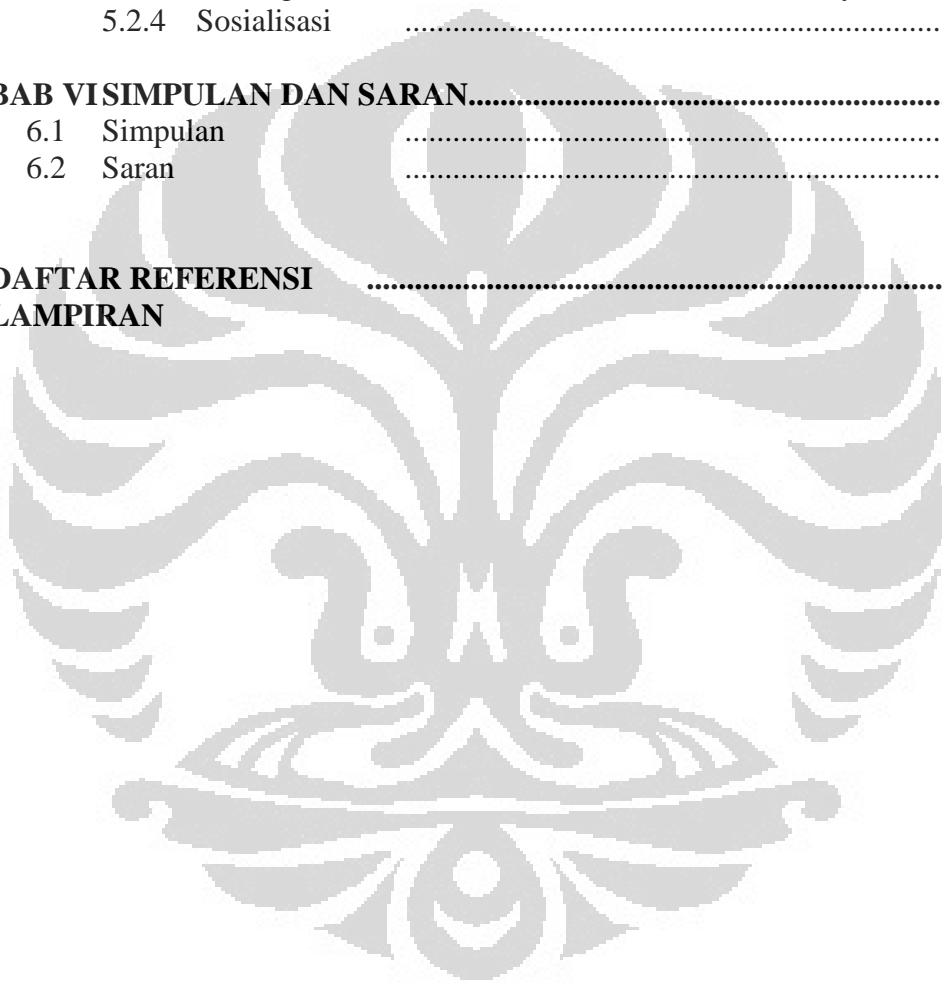 5.2.4 Sosialisasi ....................................................................
BAB VI SIMPULAN DAN SARAN............................................................
6.1 Simpulan ....................................................................
6.2 Saran ....................................................................
DAFTAR REFERENSI ........................................................................
LAMPIRAN